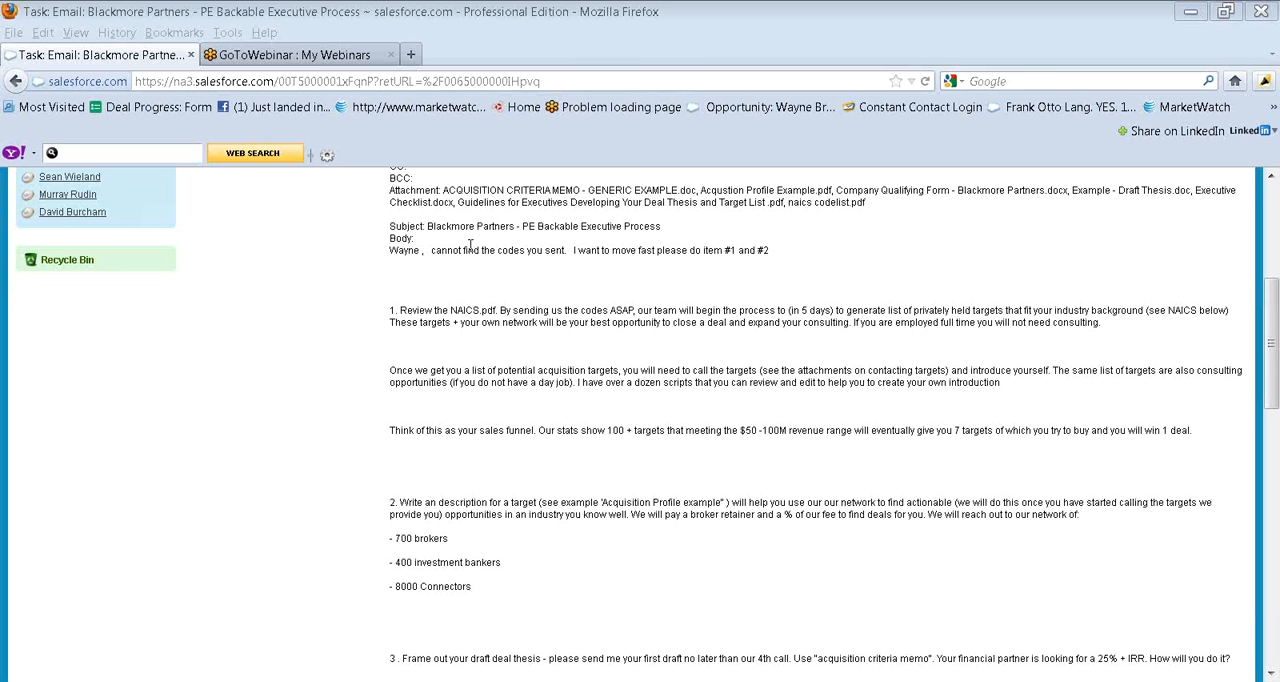 Task: Email: Blackmore Partners - PE Backable Executive Process ~ salesforce.com - Professional Edition - Mozilla Firefox
File Edit View History Bookmarks Tools Help
Task: Email: Blackmore Partne... × GoToWebinar : My Webinars × +
salesforce.com https://na3.salesforce.com/00T5000001xFqnP?retURL=%2F0065000000IHpvq Google
Most Visited Deal Progress: Form (1) Just landed in... http://www.marketwatc... Home Problem loading page Opportunity: Wayne Br... Constant Contact Login Frank Otto Lang. YES. 1... MarketWatch »
Share on LinkedIn Linked in
Y! WEB SEARCH
BCC:
Sean Wieland
Murray Rudin
David Burcham
Recycle Bin
Attachment: ACQUISITION CRITERIA MEMO - GENERIC EXAMPLE.doc, Acqustion Profile Example.pdf, Company Qualifying Form - Blackmore Partners.docx, Example - Draft Thesis.doc, Executive
Checklist.docx, Guidelines for Executives Developing Your Deal Thesis and Target List .pdf, naics codelist.pdf
Subject: Blackmore Partners - PE Backable Executive Process
Body:
Wayne , cannot find the codes you sent. I want to move fast please do item #1 and #2
1. Review the NAICS.pdf. By sending us the codes ASAP, our team will begin the process to (in 5 days) to generate list of privately held targets that fit your industry background (see NAICS below)
These targets + your own network will be your best opportunity to close a deal and expand your consulting. If you are employed full time you will not need consulting.
Once we get you a list of potential acquisition targets, you will need to call the targets (see the attachments on contacting targets) and introduce yourself. The same list of targets are also consulting
opportunities (if you do not have a day job). I have over a dozen scripts that you can review and edit to help you to create your own introduction
Think of this as your sales funnel. Our stats show 100 + targets that meeting the $50 -100M revenue range will eventually give you 7 targets of which you try to buy and you will win 1 deal.
2. Write an description for a target (see example 'Acquisition Profile example" ) will help you use our our network to find actionable (we will do this once you have started calling the targets we
provide you) opportunities in an industry you know well. We will pay a broker retainer and a % of our fee to find deals for you. We will reach out to our network of:
- 700 brokers
- 400 investment bankers
- 8000 Connectors
3 . Frame out your draft deal thesis - please send me your first draft no later than our 4th call. Use "acquisition criteria memo". Your financial partner is looking for a 25% + IRR. How will you do it?